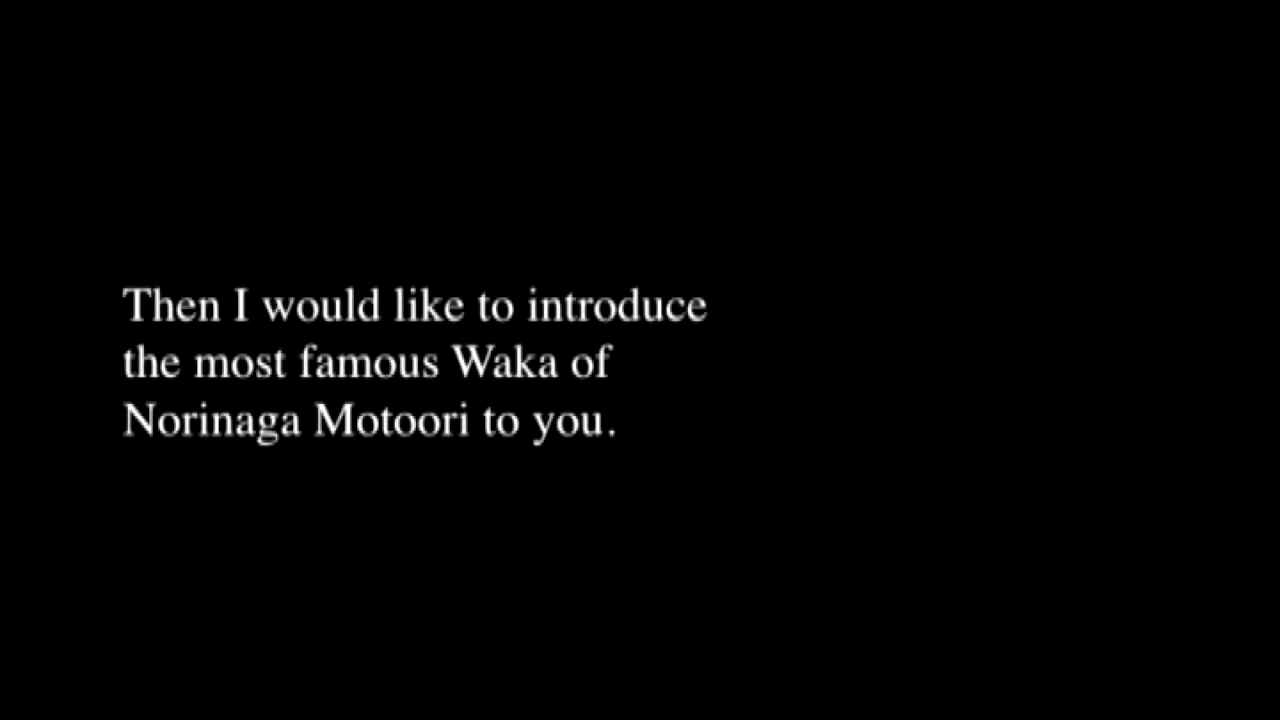 Then I would like to introduce
the most famous Waka of
Norinaga Motoori to you.